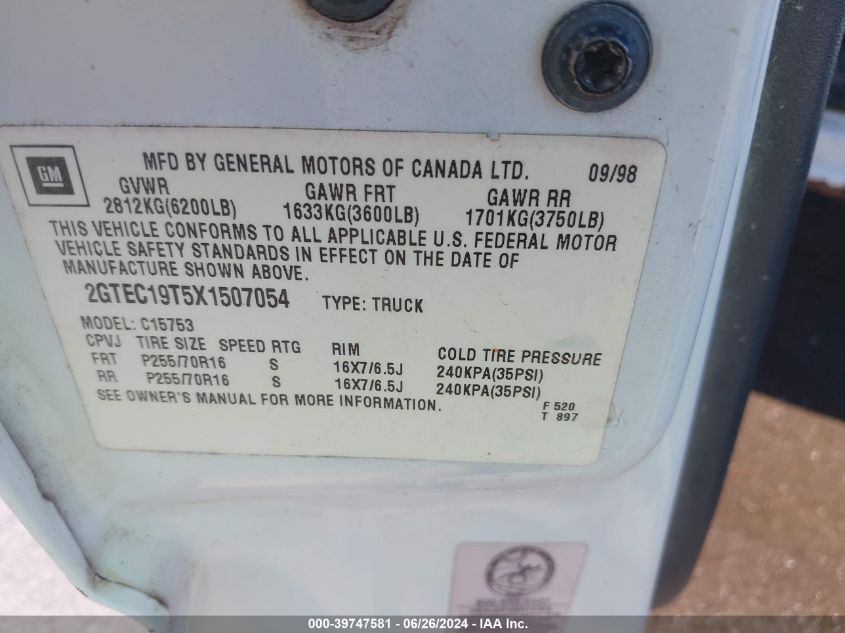 GM
MFD BY GENERAL MOTORS OF CANADA LTD. 09/98
GVWR GAWR FRT GAWR RR
2812KG(6200LB) 1633KG(3600LB) 1701KG(3750LB)
THIS VEHICLE CONFORMS TO ALL APPLICABLE U.S. FEDERAL MOTOR
VEHICLE SAFETY STANDARDS IN EFFECT ON THE DATE OF
MANUFACTURE SHOWN ABOVE.
2GTEC19T5X1507054 TYPE: TRUCK
MODEL: C15753
CPVJ TIRE SIZE SPEED RTG RIM COLD TIRE PRESSURE
FRT P255/70R16 S 16X7/6.5J 240KPA(35PSI)
RR P255/70R16 S 16X7/6.5J 240KPA(35PSI)
SEE OWNER'S MANUAL FOR MORE INFORMATION.
F 520
T 897
000-39747581 / 06/26/2024 / IAA Inc.